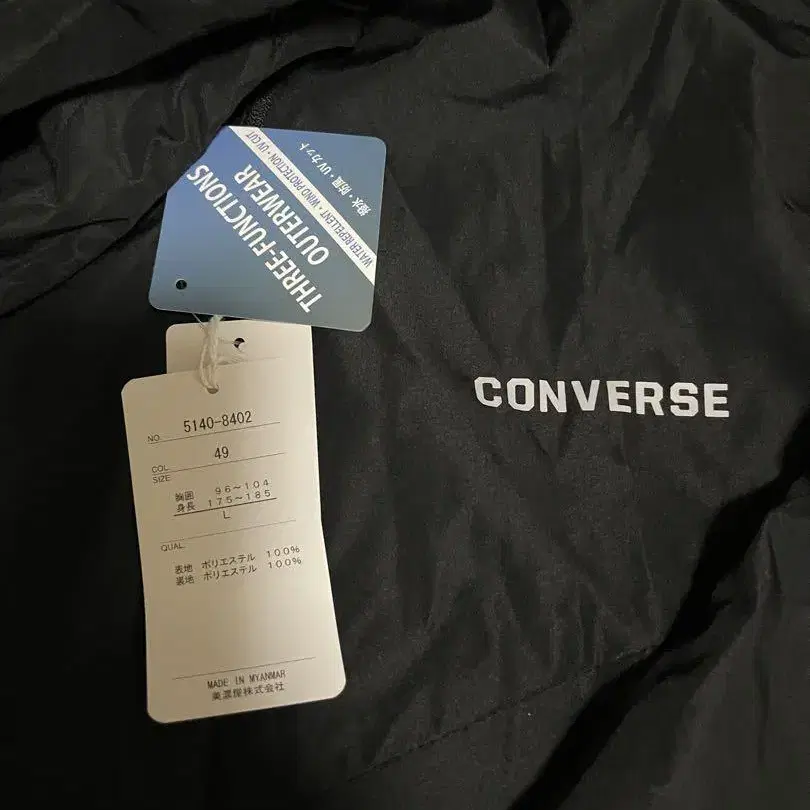 THREE-FUNCTIONS
OUTERWEAR
WATER REPELLENT・WIND PROTECTION・UV CUT
撥水・防風・UVカット
CONVERSE
NO. 5140-8402
COL. 49
SIZE
胸囲 96～104
身長 175～185
L
QUAL.
表地 ポリエステル 100%
裏地 ポリエステル 100%
MADE IN MYANMAR
美濃屋株式会社